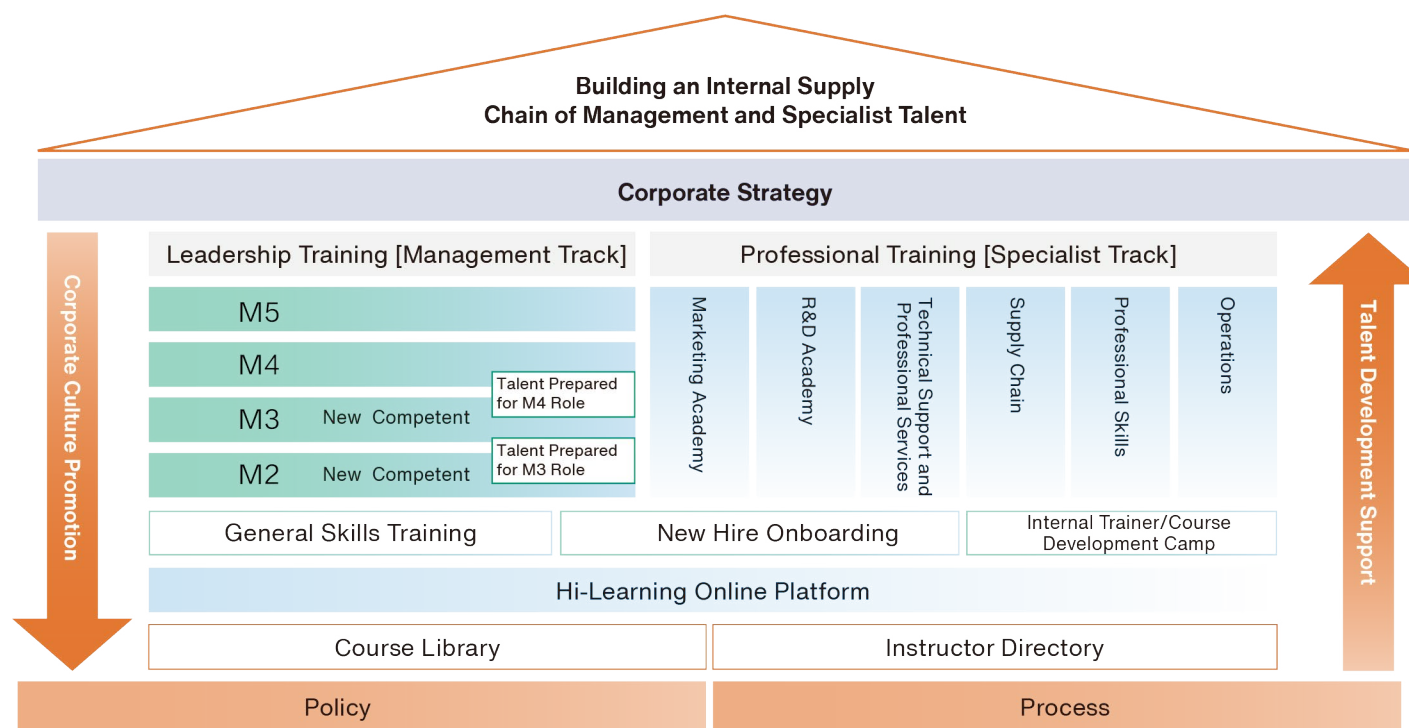 Building an Internal Supply
Chain of Management and Specialist Talent
Corporate Strategy
Corporate Culture Promotion
Leadership Training [Management Track]
M5
M4
Talent Prepared
for M4 Role
M3 New Competent
Talent Prepared
for M3 Role
M2 New Competent
Professional Training [Specialist Track]
Marketing Academy
R&D Academy
Technical Support and
Professional Services
Supply Chain
Professional Skills
Operations
Talent Development Support
General Skills Training
New Hire Onboarding
Internal Trainer/Course
Development Camp
Hi-Learning Online Platform
Course Library
Instructor Directory
Policy
Process